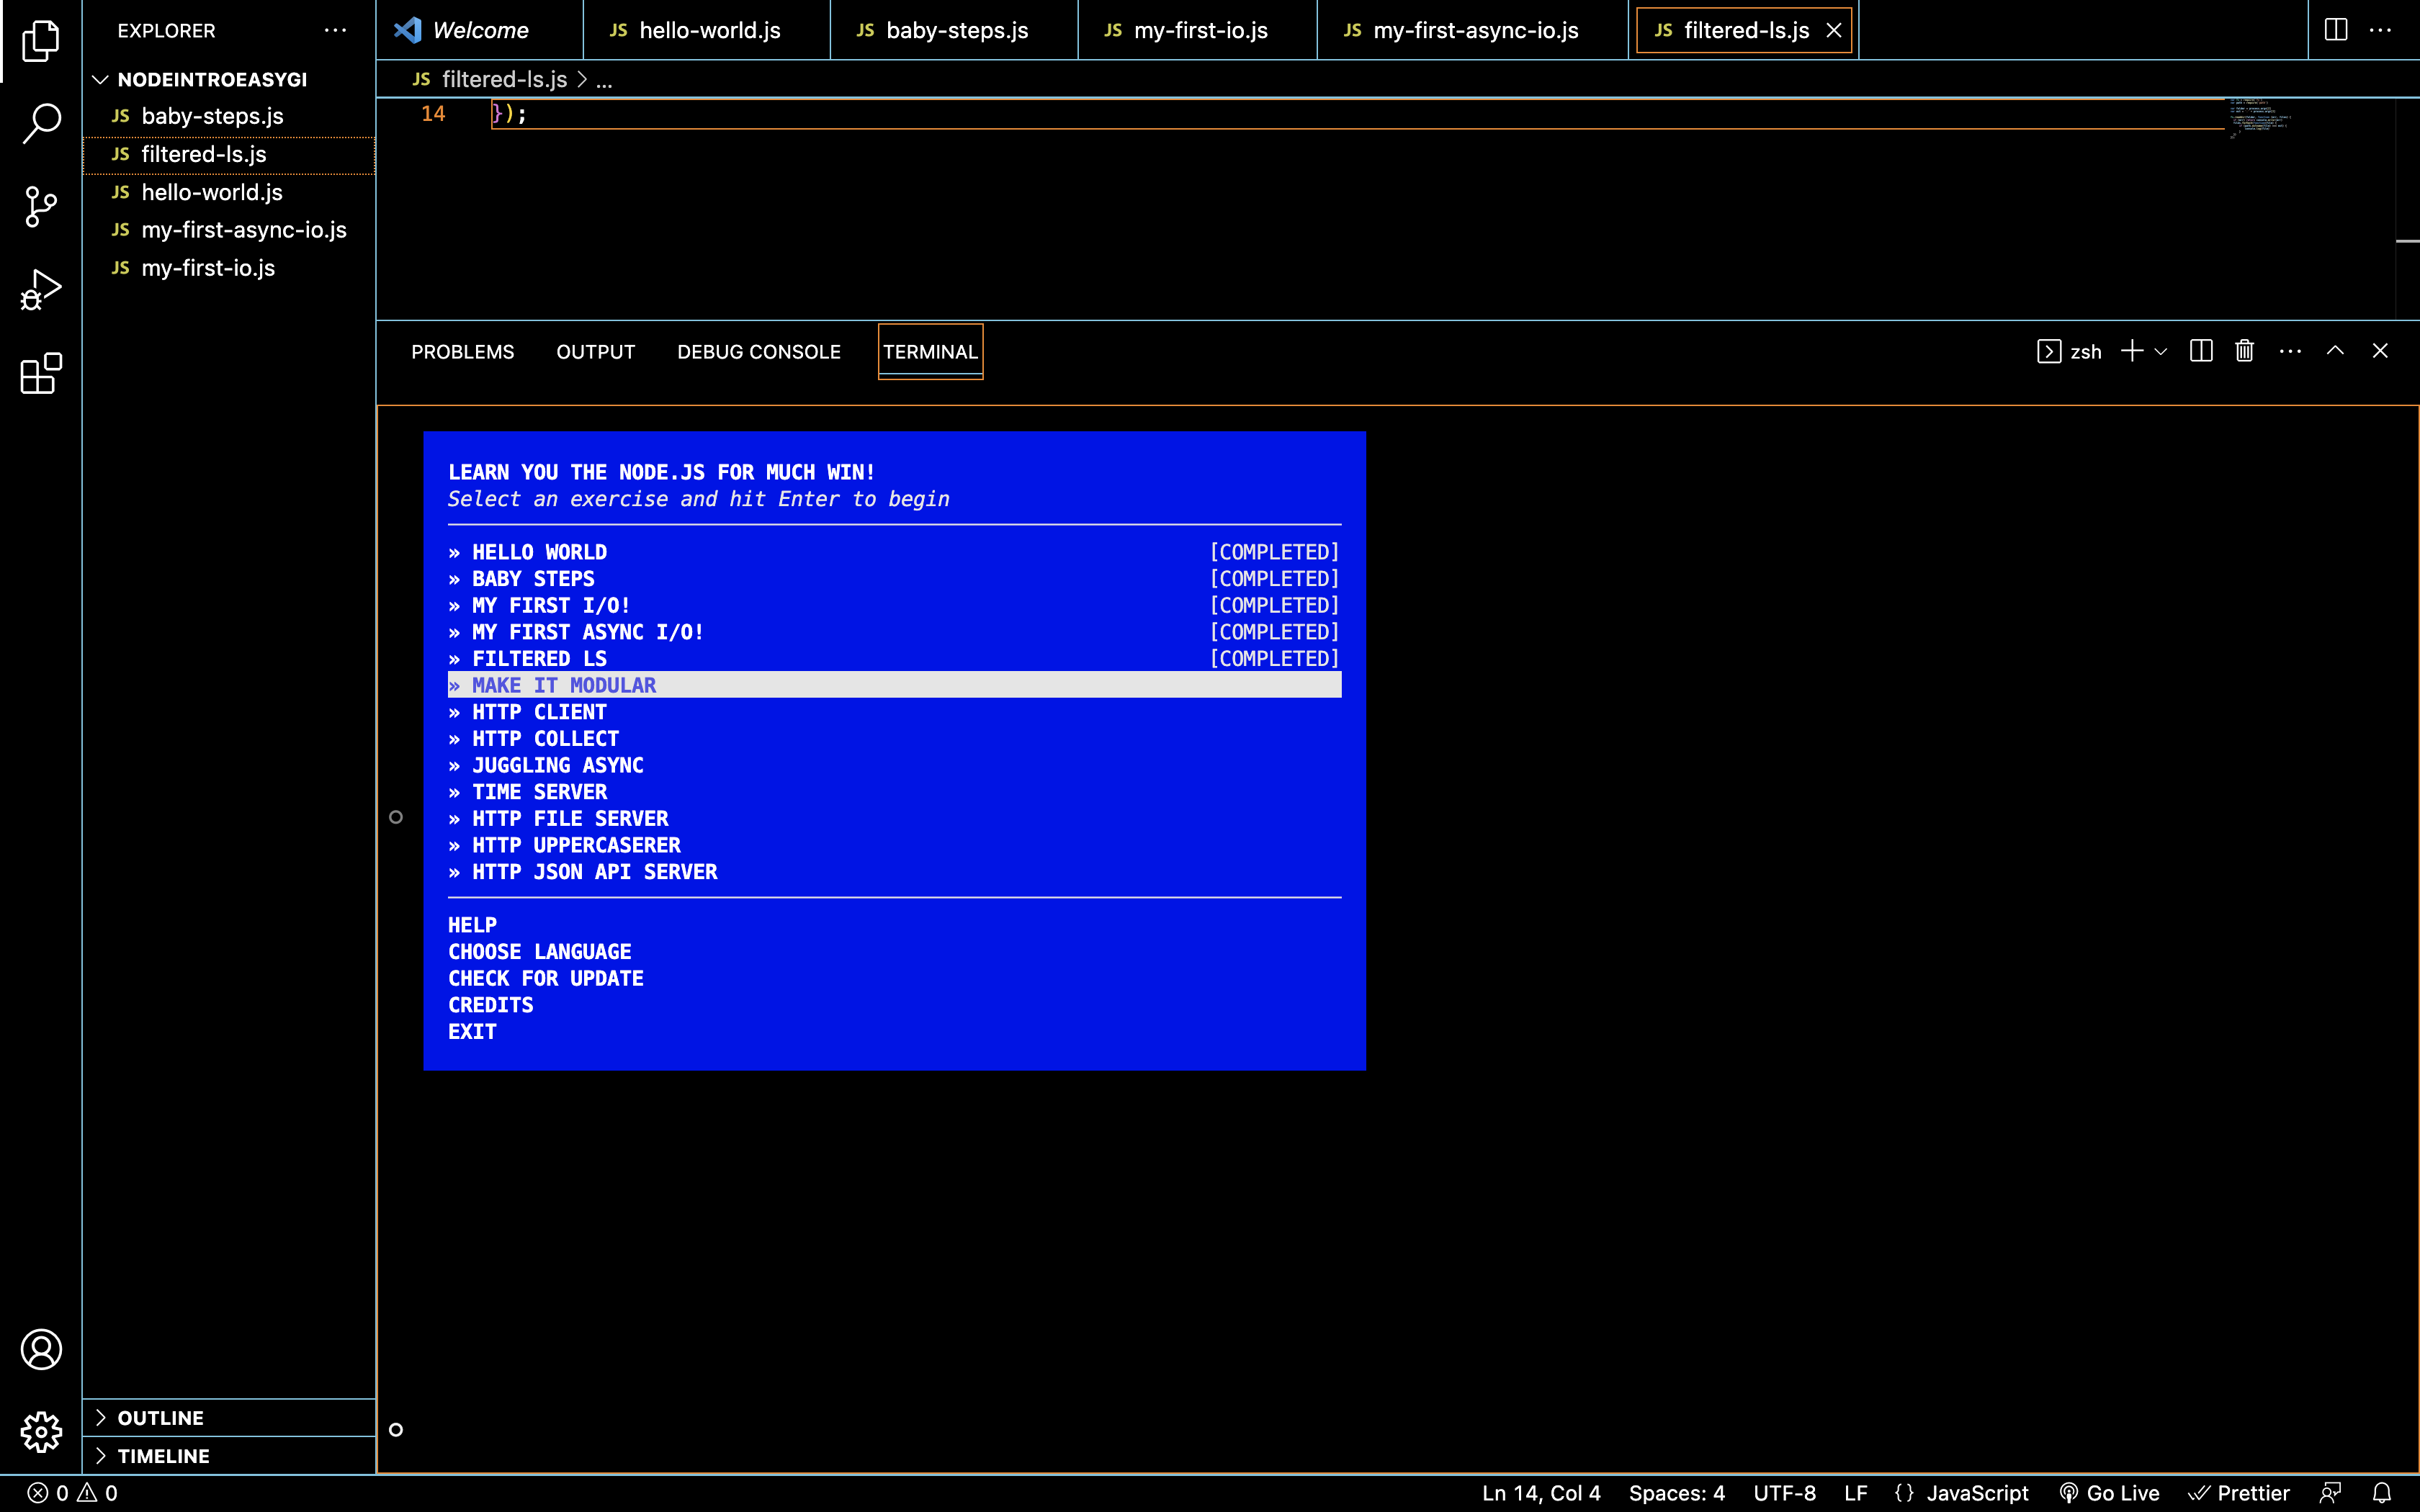 EXPLORER
NODEINTROEASYGI
JS baby-steps.js
JS filtered-ls.js
JS hello-world.js
JS my-first-async-io.js
JS my-first-io.js
OUTLINE
TIMELINE
Welcome
JS hello-world.js
JS baby-steps.js
JS my-first-io.js
JS my-first-async-io.js
JS filtered-ls.js
JS filtered-ls.js > ...
14 });
PROBLEMS OUTPUT DEBUG CONSOLE TERMINAL
zsh
LEARN YOU THE NODE.JS FOR MUCH WIN!
Select an exercise and hit Enter to begin
» HELLO WORLD [COMPLETED]
» BABY STEPS [COMPLETED]
» MY FIRST I/O! [COMPLETED]
» MY FIRST ASYNC I/O! [COMPLETED]
» FILTERED LS [COMPLETED]
» MAKE IT MODULAR
» HTTP CLIENT
» HTTP COLLECT
» JUGGLING ASYNC
» TIME SERVER
» HTTP FILE SERVER
» HTTP UPPERCASERER
» HTTP JSON API SERVER
HELP
CHOOSE LANGUAGE
CHECK FOR UPDATE
CREDITS
EXIT
0 0 Ln 14, Col 4 Spaces: 4 UTF-8 LF {} JavaScript Go Live Prettier